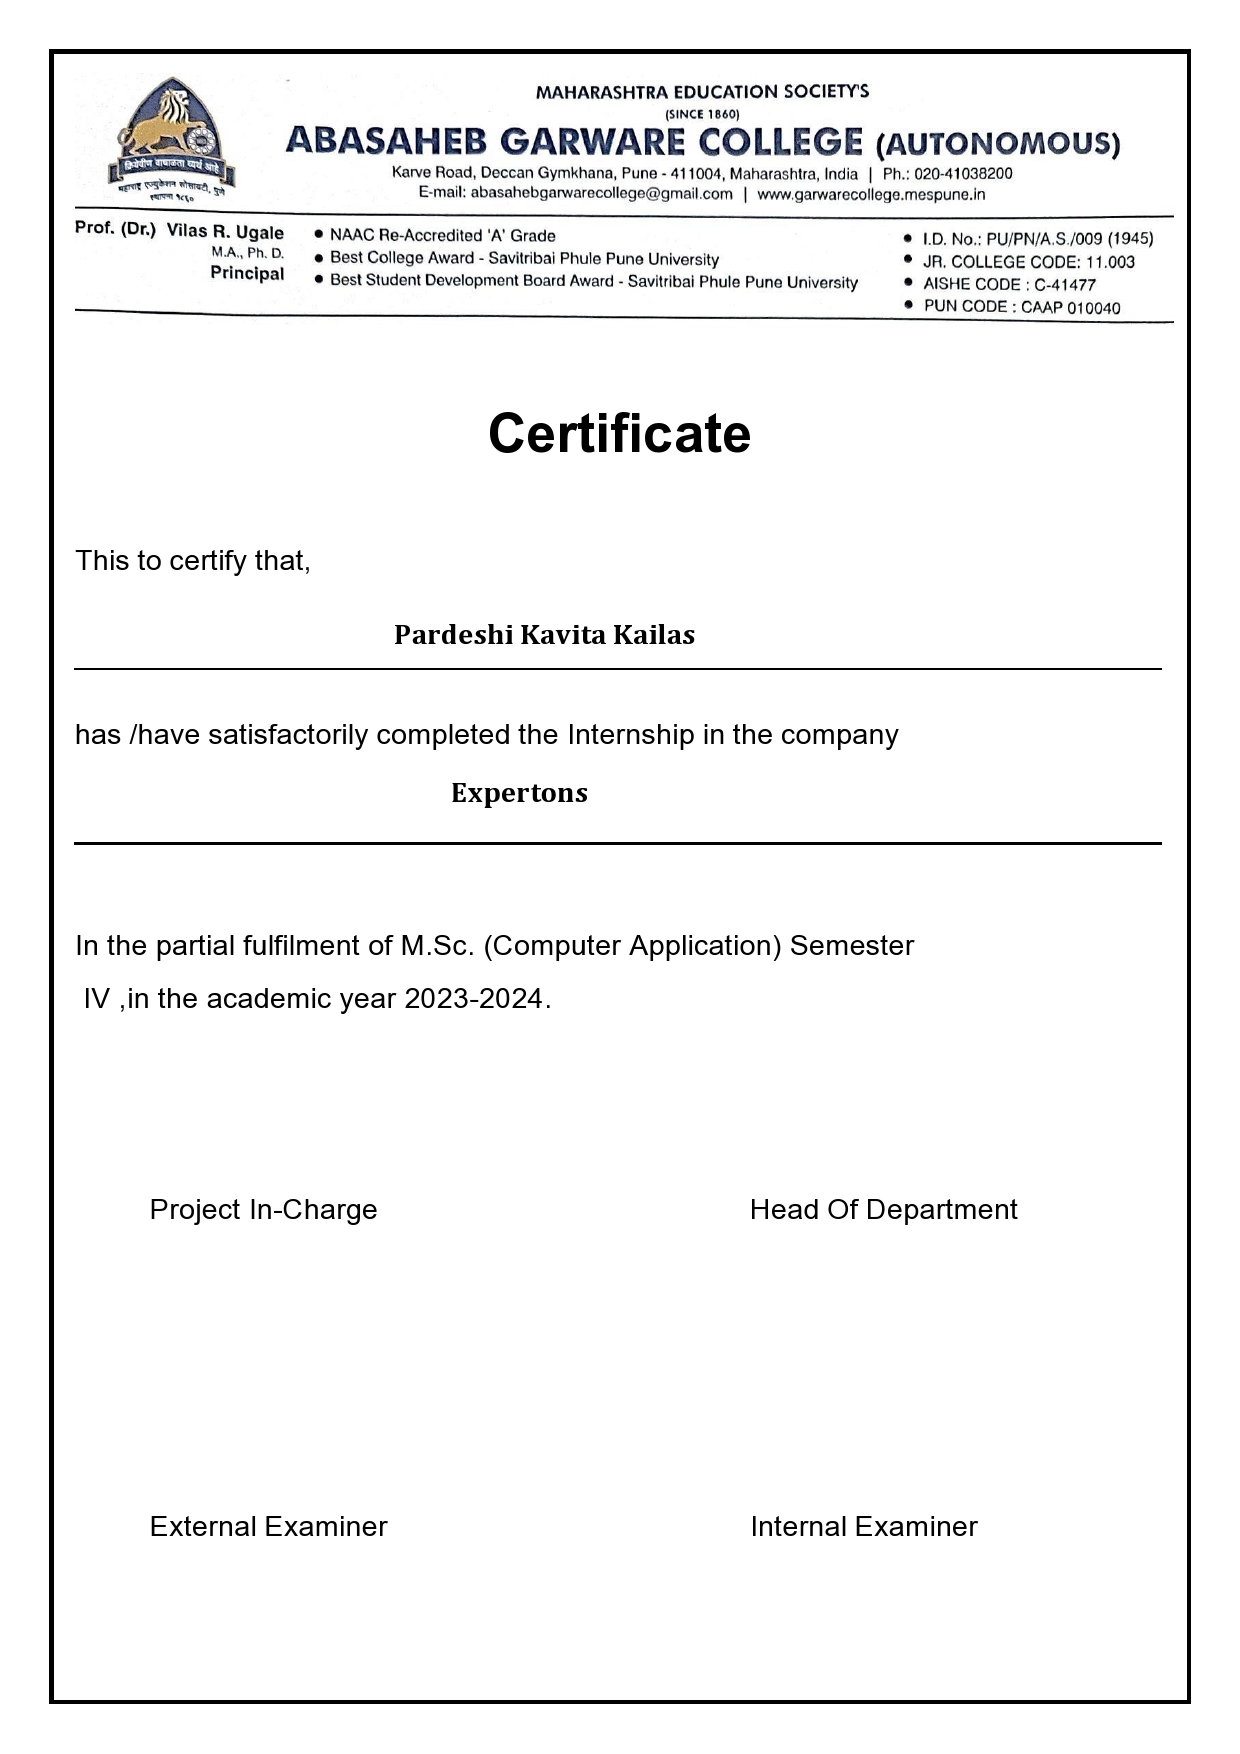 क्रियेवीण वाचाळता व्यर्थ आहे
महाराष्ट्र एज्युकेशन सोसायटी, पुणे
स्थापना १८६०
MAHARASHTRA EDUCATION SOCIETY'S
(SINCE 1860)
ABASAHEB GARWARE COLLEGE (AUTONOMOUS)
Karve Road, Deccan Gymkhana, Pune - 411004, Maharashtra, India | Ph.: 020-41038200
E-mail: abasahebgarwarecollege@gmail.com | www.garwarecollege.mespune.in
Prof. (Dr.) Vilas R. Ugale
M.A., Ph. D.
Principal
• NAAC Re-Accredited 'A' Grade
• Best College Award - Savitribai Phule Pune University
• Best Student Development Board Award - Savitribai Phule Pune University
• I.D. No.: PU/PN/A.S./009 (1945)
• JR. COLLEGE CODE: 11.003
• AISHE CODE : C-41477
• PUN CODE : CAAP 010040
Certificate
This to certify that,
Pardeshi Kavita Kailas
has /have satisfactorily completed the Internship in the company
Expertons
In the partial fulfilment of M.Sc. (Computer Application) Semester
IV ,in the academic year 2023-2024.
Project In-Charge Head Of Department
External Examiner Internal Examiner